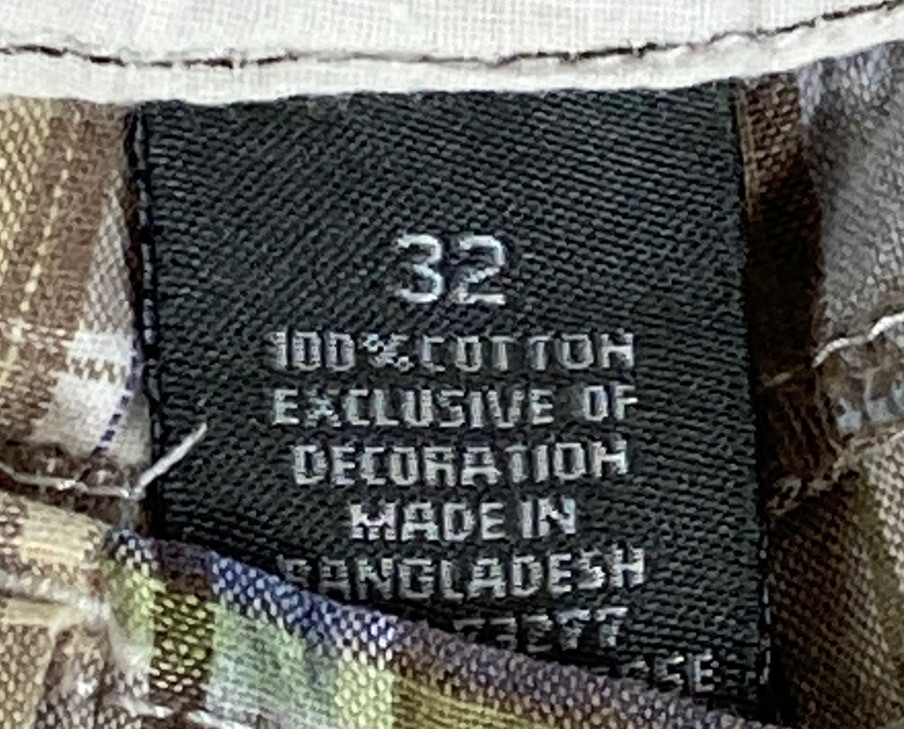 32
100% COTTON
EXCLUSIVE OF
DECORATION
MADE IN
BANGLADESH